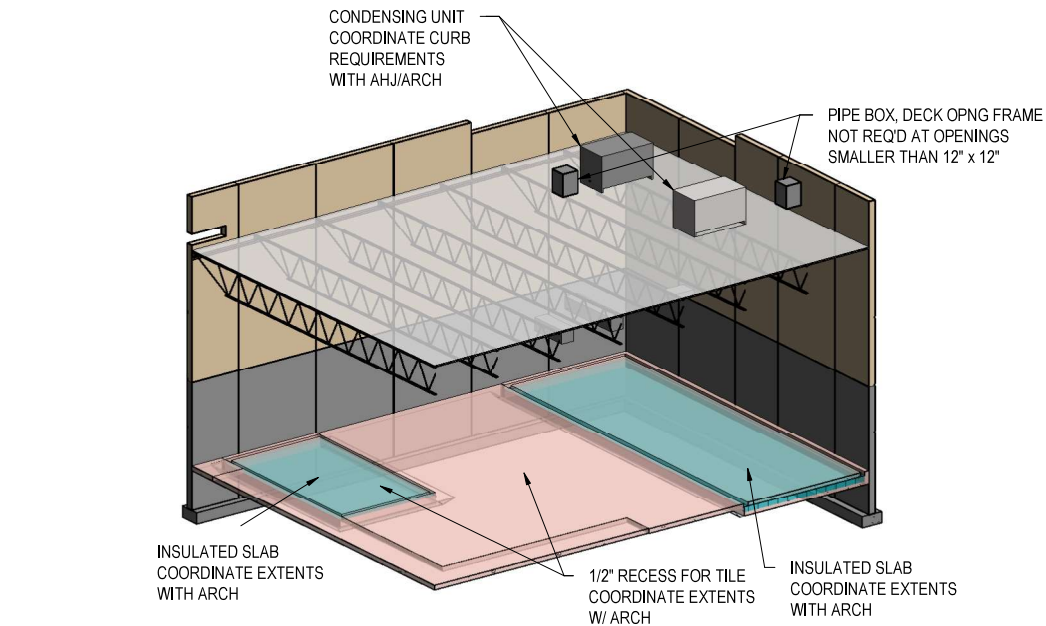 CONDENSING UNIT
COORDINATE CURB
REQUIREMENTS
WITH AHJ/ARCH
PIPE BOX, DECK OPNG FRAME
NOT REQ'D AT OPENINGS
SMALLER THAN 12" x 12"
INSULATED SLAB
COORDINATE EXTENTS
WITH ARCH
1/2" RECESS FOR TILE
COORDINATE EXTENTS
W/ ARCH
INSULATED SLAB
COORDINATE EXTENTS
WITH ARCH